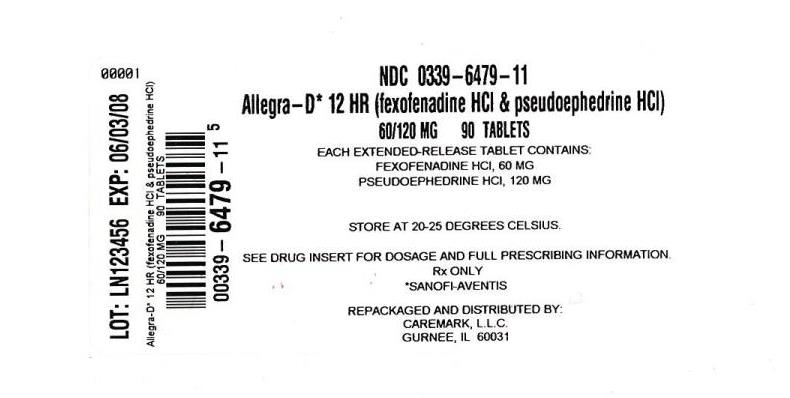 00001
LOT: LN123456 EXP: 06/03/08
Allegra-D* 12 HR (fexofenadine HCl & pseudoephedrine HCl)
60/120 MG 90 TABLETS
00339-6479-11 5
NDC 0339-6479-11
Allegra-D* 12 HR (fexofenadine HCl & pseudoephedrine HCl)
60/120 MG 90 TABLETS
EACH EXTENDED-RELEASE TABLET CONTAINS:
FEXOFENADINE HCl, 60 MG
PSEUDOEPHEDRINE HCl, 120 MG
STORE AT 20-25 DEGREES CELSIUS.
SEE DRUG INSERT FOR DOSAGE AND FULL PRESCRIBING INFORMATION.
Rx ONLY
*SANOFI-AVENTIS
REPACKAGED AND DISTRIBUTED BY:
CAREMARK, L.L.C.
GURNEE, IL 60031